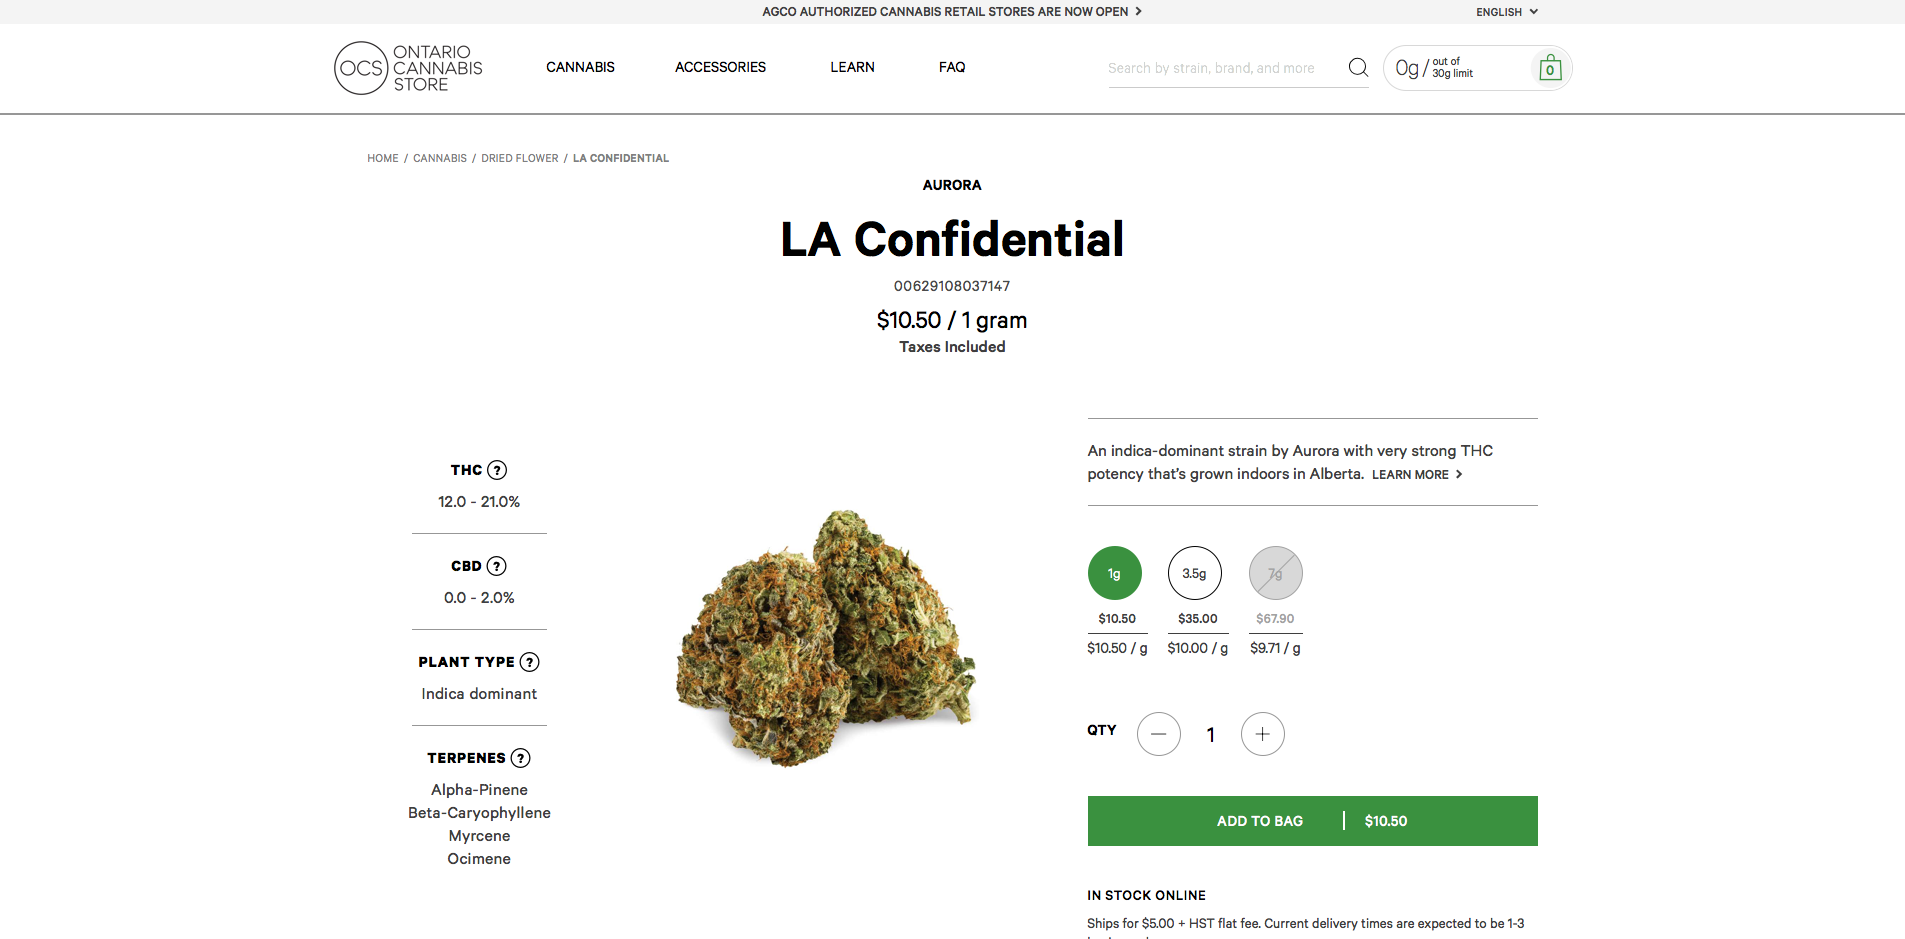 AGCO AUTHORIZED CANNABIS RETAIL STORES ARE NOW OPEN
ENGLISH
OCS
ONTARIO
CANNABIS
STORE
CANNABIS
ACCESSORIES
LEARN
FAQ
Search by strain, brand, and more
0g / out of
30g limit
0
HOME / CANNABIS / DRIED FLOWER / LA CONFIDENTIAL
AURORA
LA Confidential
00629108037147
$10.50 / 1 gram
Taxes Included
THC ?
12.0 - 21.0%
CBD ?
0.0 - 2.0%
PLANT TYPE ?
Indica dominant
TERPENES ?
Alpha-Pinene
Beta-Caryophyllene
Myrcene
Ocimene
An indica-dominant strain by Aurora with very strong THC
potency that's grown indoors in Alberta. LEARN MORE
1g 3.5g 7g
$10.50 $35.00 $67.90
$10.50 / g $10.00 / g $9.71 / g
QTY 1
ADD TO BAG | $10.50
IN STOCK ONLINE
Ships for $5.00 + HST flat fee. Current delivery times are expected to be 1-3